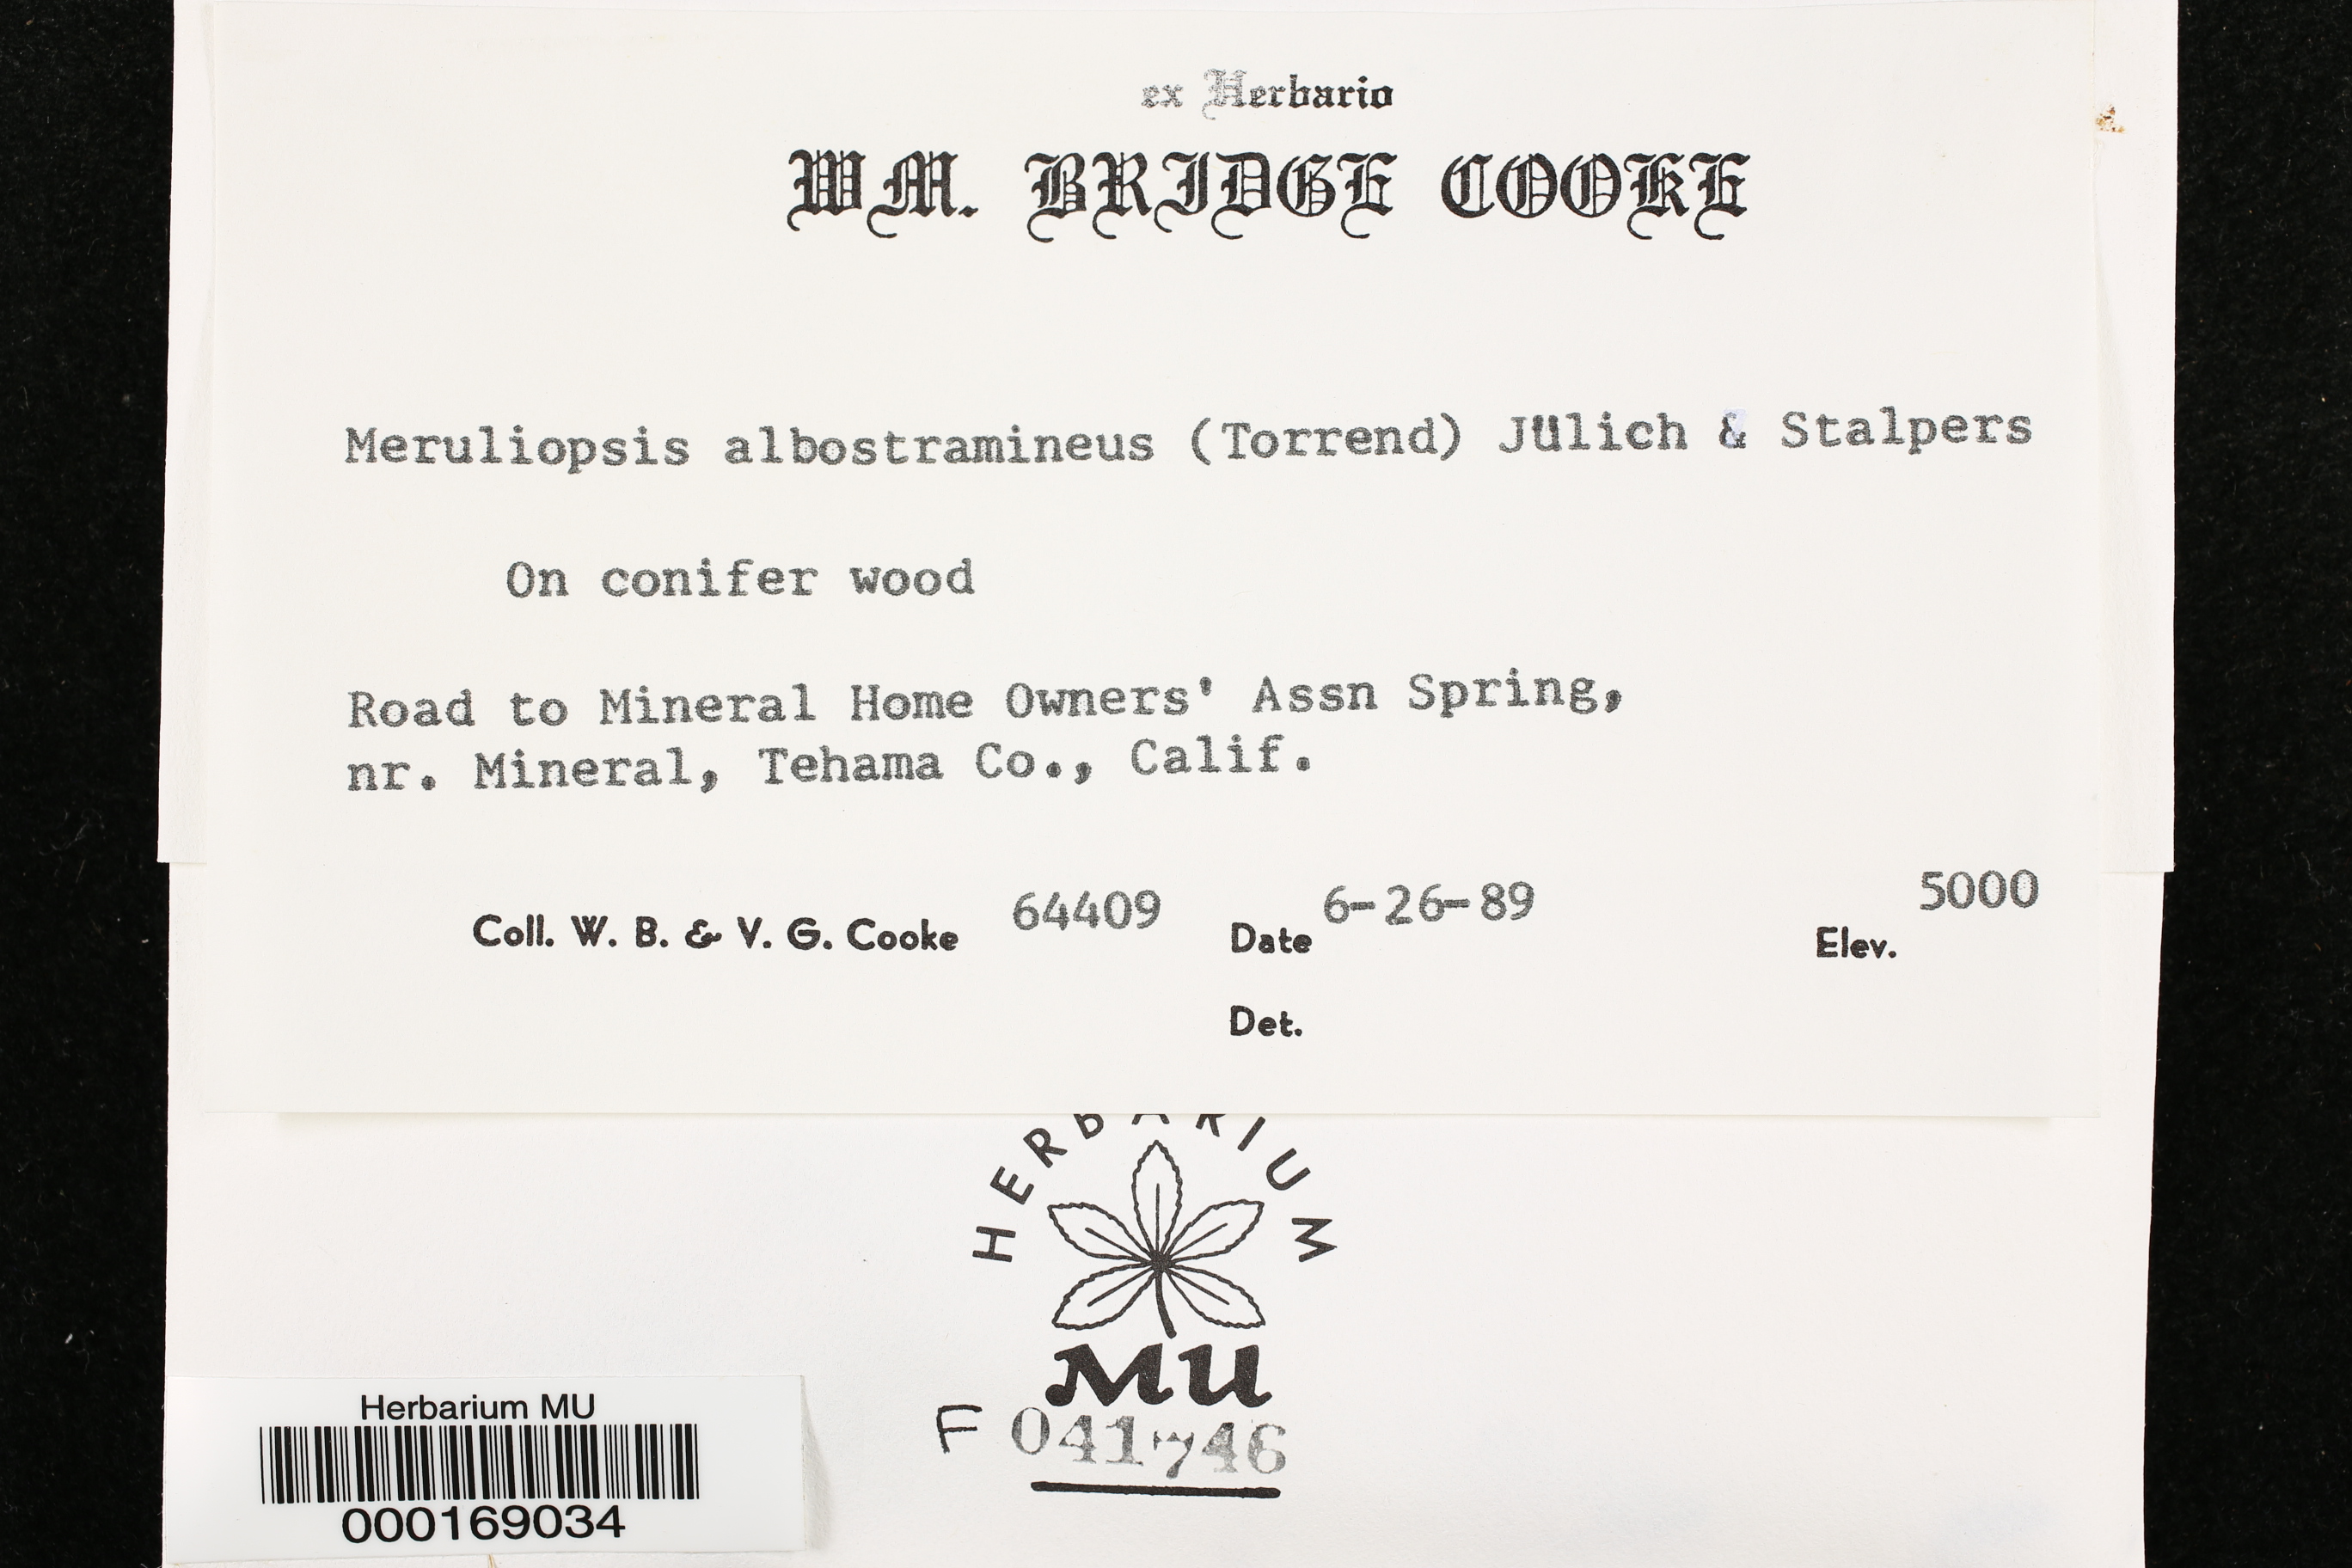 ex Herbario
WM. BRIDGE COOKE
Meruliopsis albostramineus (Torrend) Jülich & Stalpers
On conifer wood
Road to Mineral Home Owners' Assn Spring,
nr. Mineral, Tehama Co., Calif.
Coll. W. B. & V. G. Cooke 64409 Date 6-26-89 Elev. 5000
Det.
HERBARIUM
MU
F 041746
Herbarium MU
000169034